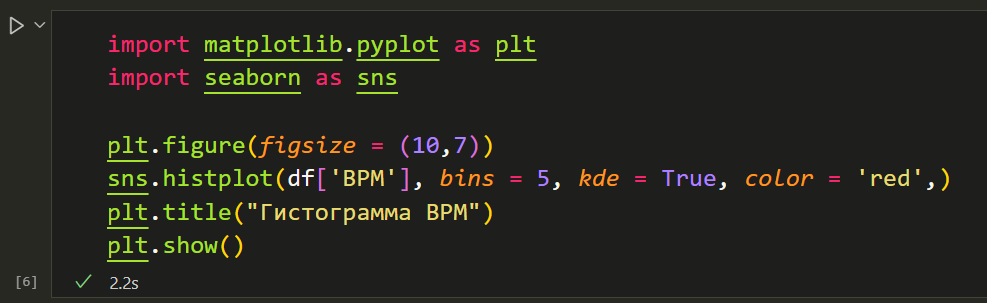 import matplotlib.pyplot as plt
import seaborn as sns
plt.figure(figsize = (10,7))
sns.histplot(df['BPM'], bins = 5, kde = True, color = 'red',)
plt.title("Гистограмма BPM")
plt.show()
[6] 2.2s